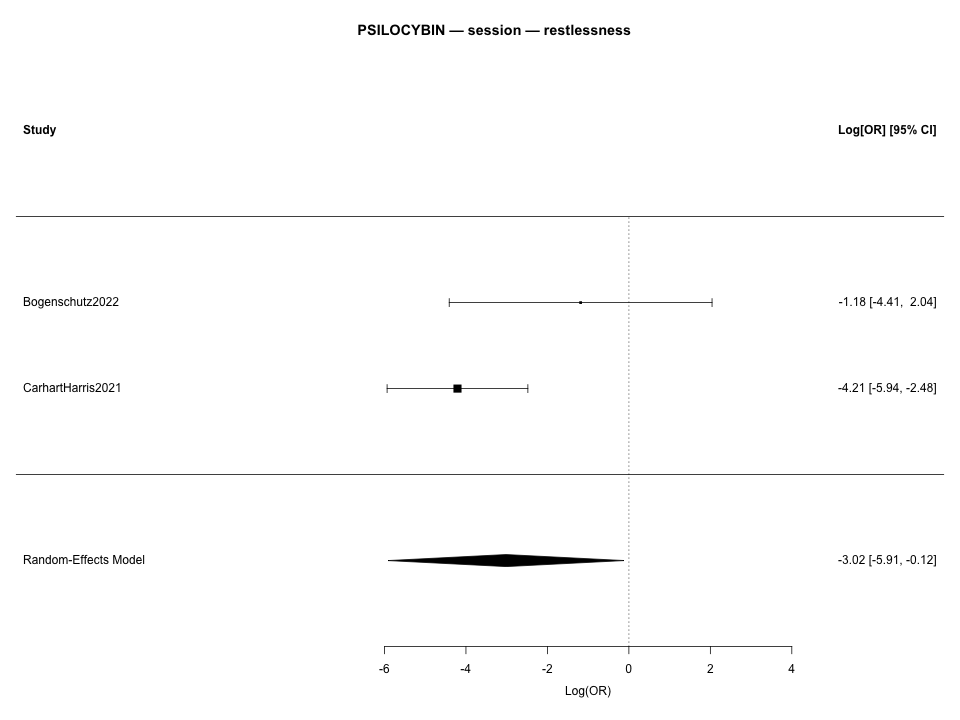 PSILOCYBIN — session — restlessness
Study Log[OR] [95% CI]
Bogenschutz2022 -1.18 [-4.41, 2.04]
CarhartHarris2021 -4.21 [-5.94, -2.48]
Random-Effects Model -3.02 [-5.91, -0.12]
-6 -4 -2 0 2 4
Log(OR)